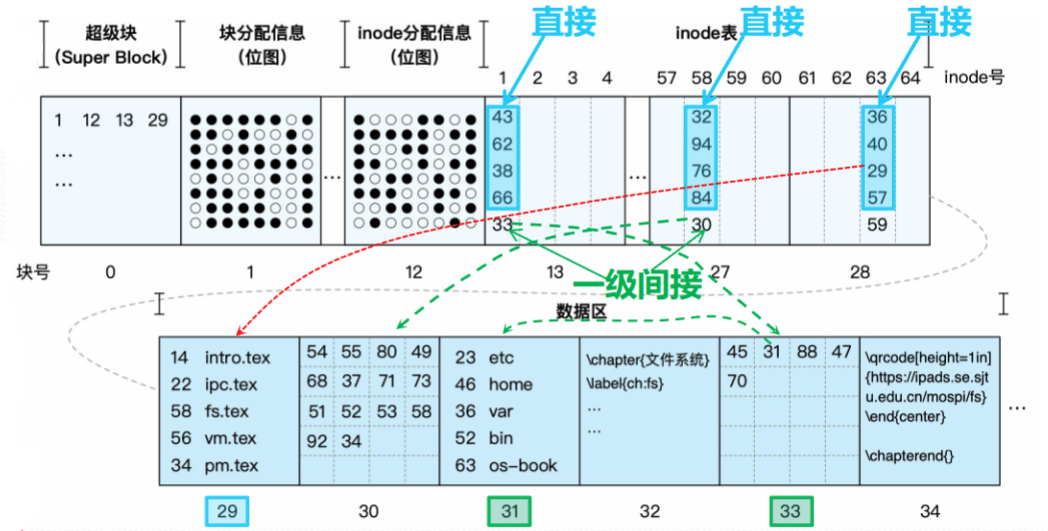 直接 直接 直接
超级块 块分配信息 inode分配信息 inode表
(Super Block) (位图) (位图)
1 2 3 4 57 58 59 60 61 62 63 64 inode号
1 12 13 29 43 32 36
... 62 94 40
... ... ... 38 76 29
66 84 57
33 30 59
块号 0 1 12 13 27 28
一级间接
数据区
14 intro.tex 54 55 80 49 23 etc \chapter{文件系统} 45 31 88 47 \qrcode[height=1in]
22 ipc.tex 68 37 71 73 46 home \label{ch:fs} 70 {https://ipads.se.sjt
58 fs.tex 51 52 53 58 36 var ... u.edu.cn/mospi/fs}
56 vm.tex 92 34 52 bin ... \end{center}
34 pm.tex 63 os-book \chapterend{}
...
29 30 31 32 33 34